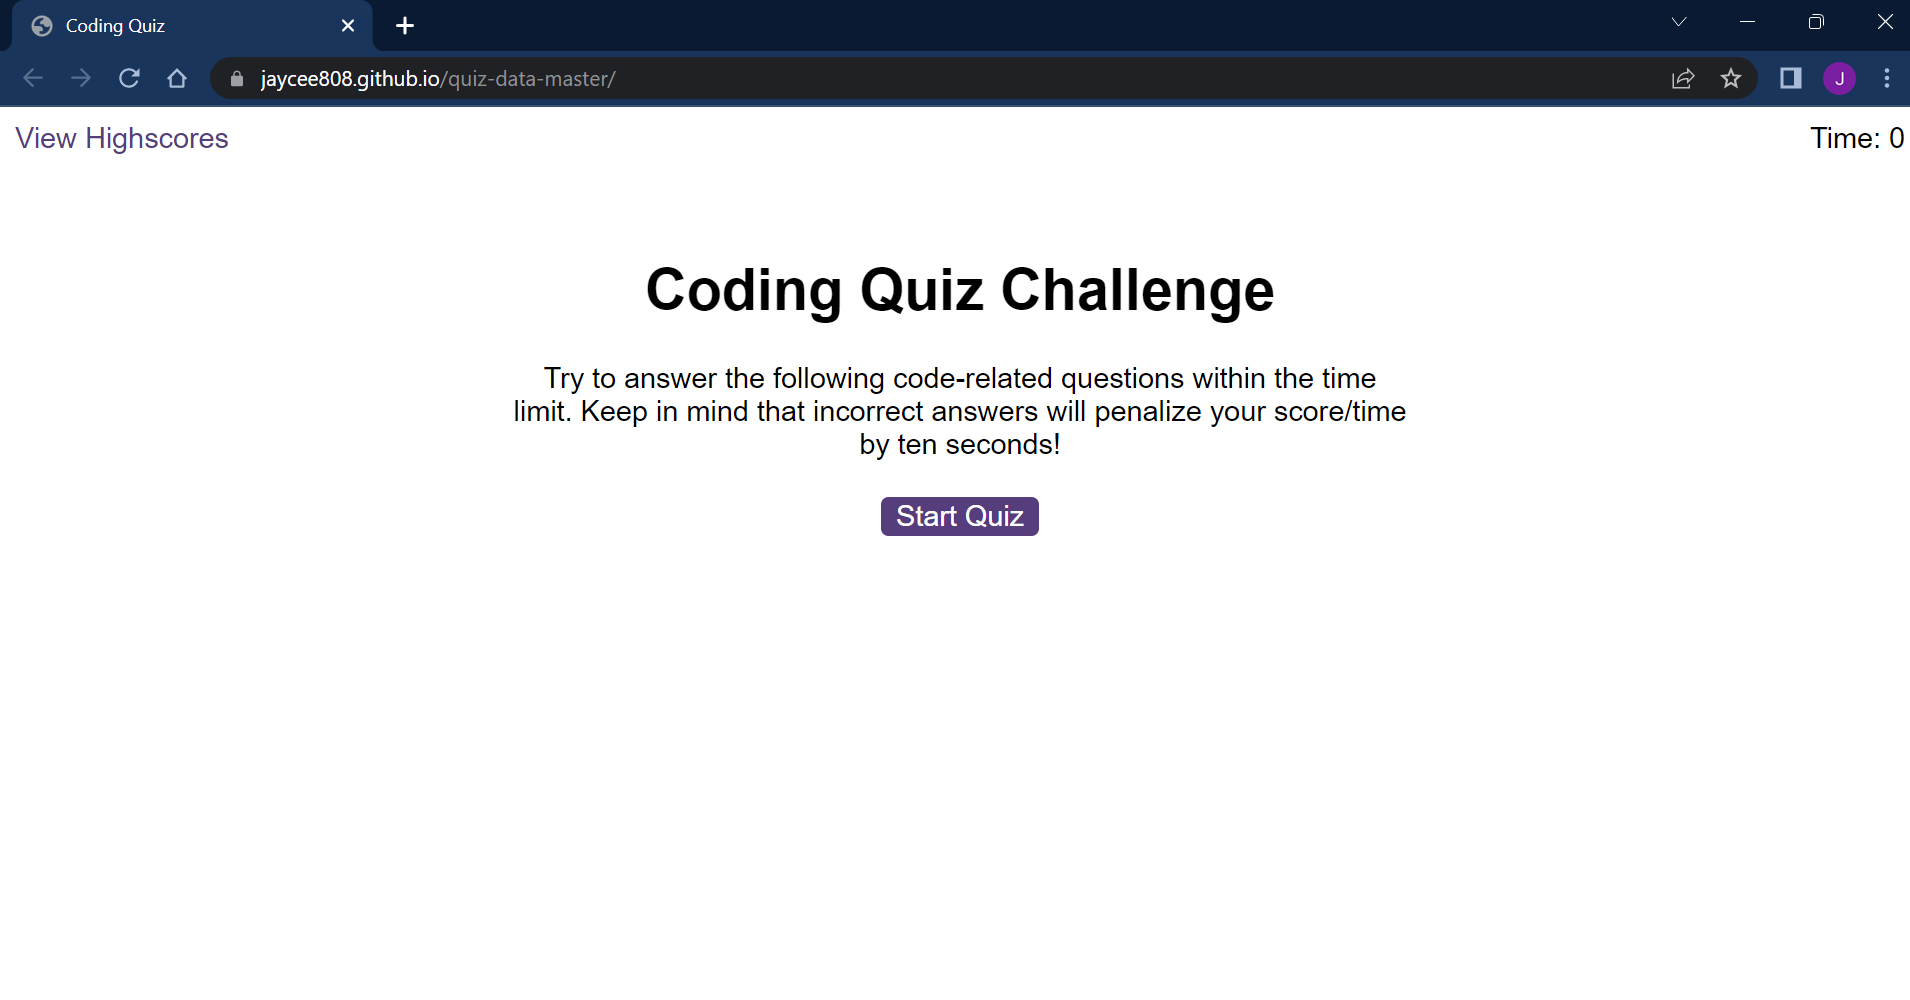 Coding Quiz
jaycee808.github.io/quiz-data-master/
J
View Highscores
Time: 0
Coding Quiz Challenge
Try to answer the following code-related questions within the time
limit. Keep in mind that incorrect answers will penalize your score/time
by ten seconds!
Start Quiz